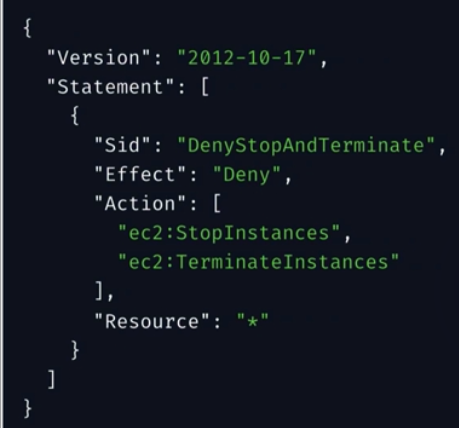 {
  "Version": "2012-10-17",
  "Statement": [
    {
      "Sid": "DenyStopAndTerminate",
      "Effect": "Deny",
      "Action": [
        "ec2:StopInstances",
        "ec2:TerminateInstances"
      ],
      "Resource": "*"
    }
  ]
}